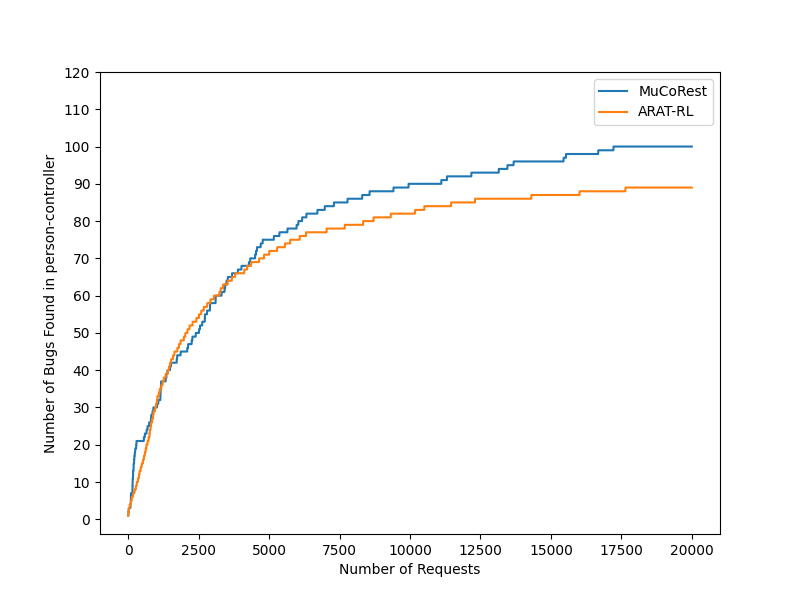 MuCoRest
ARAT-RL
Number of Bugs Found in person-controller
120
110
100
90
80
70
60
50
40
30
20
10
0
0 2500 5000 7500 10000 12500 15000 17500 20000
Number of Requests